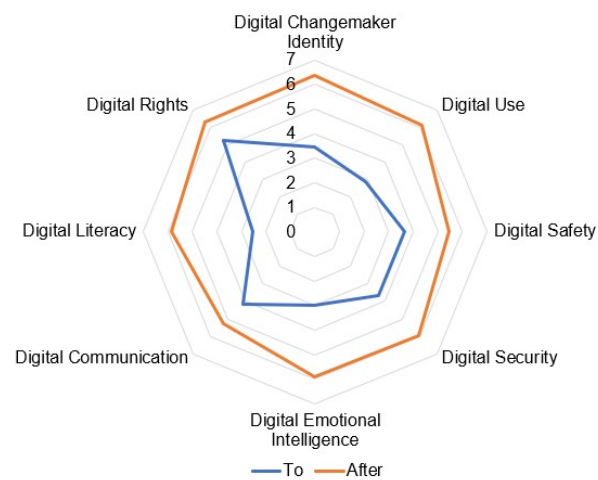 Digital Changemaker
Identity
7
6
5
4
3
2
1
0
Digital Rights
Digital Use
Digital Literacy
Digital Safety
Digital Communication
Digital Security
Digital Emotional
Intelligence
To
After